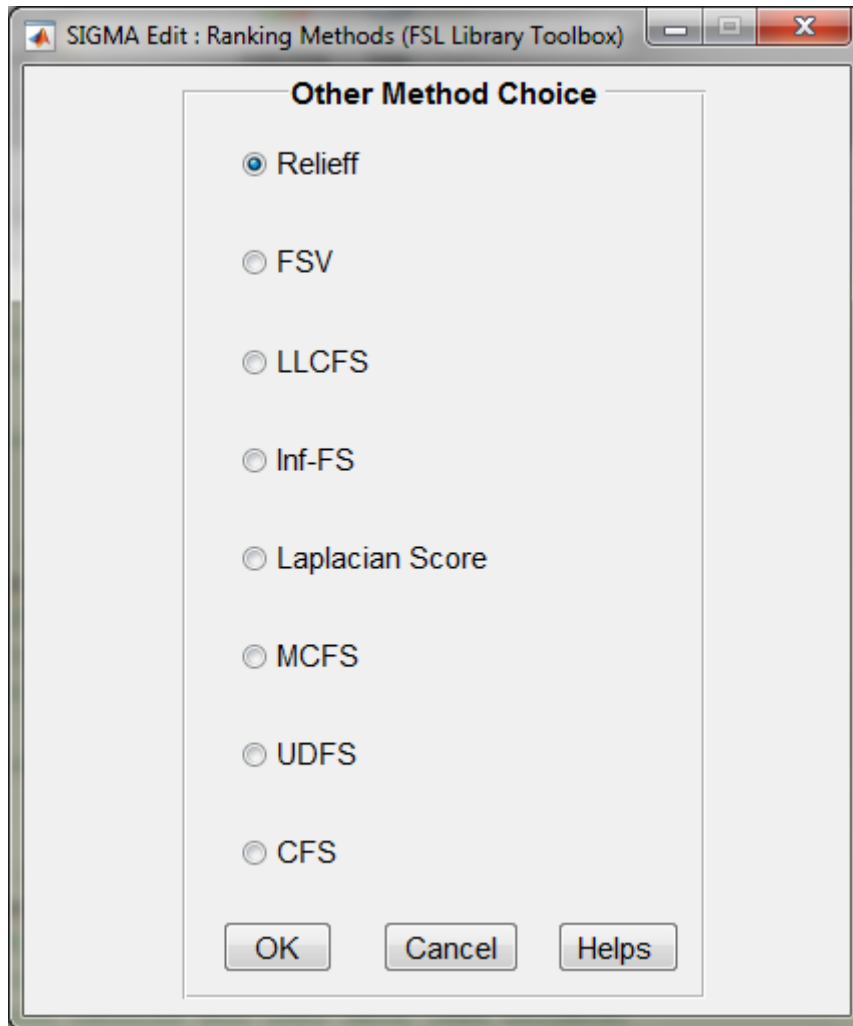 SIGMA Edit : Ranking Methods (FSL Library Toolbox)
Other Method Choice
Relieff
FSV
LLCFS
Inf-FS
Laplacian Score
MCFS
UDFS
CFS
OK Cancel Helps